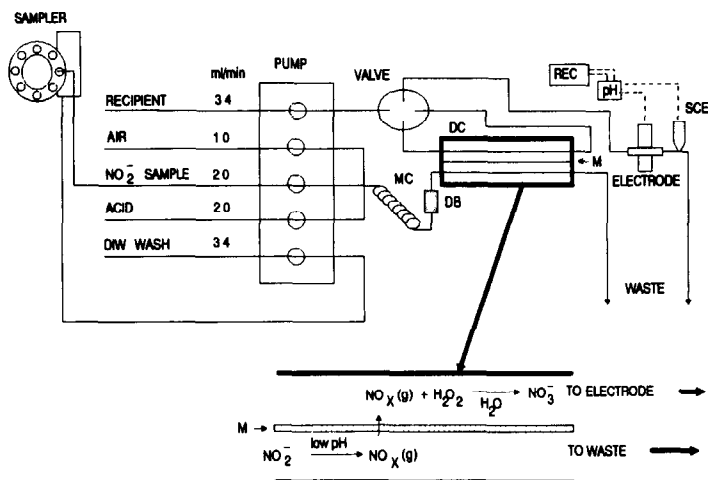 SAMPLER
ml/min
PUMP
VALVE
REC
pH
SCE
RECIPIENT 3.4
AIR 1.0
NO₂⁻ SAMPLE 2.0
ACID 2.0
DIW WASH 3.4
MC
DB
DC
M
ELECTRODE
WASTE
NOₓ(g) + H₂O₂ → NO₃⁻
H₂O
TO ELECTRODE
M
NO₂⁻ low pH → NOₓ(g)
TO WASTE